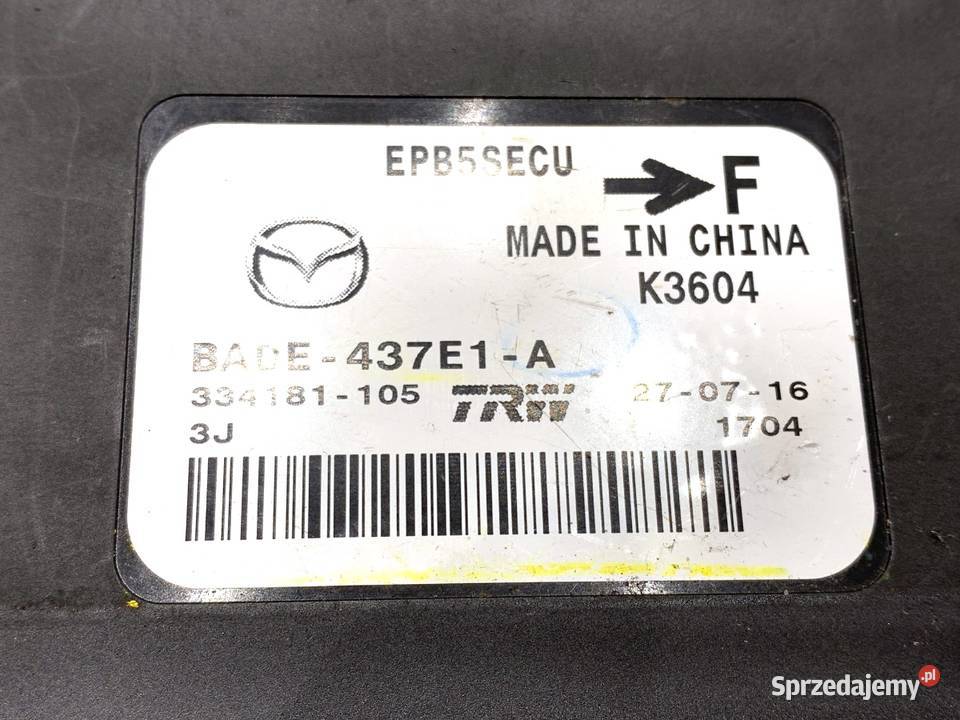 EPB5SECU
F
MADE IN CHINA
K3604
BADE-437E1-A
334181-105 TRW 27-07-16
3J 1704
Sprzedajemy.pl